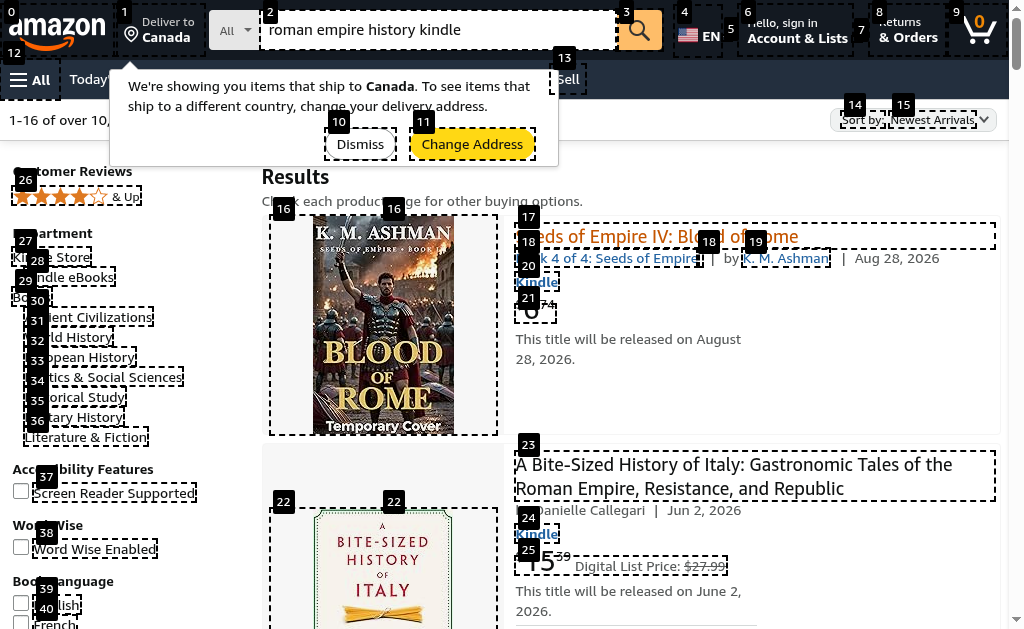 0
1
2
3
4
5
6
7
8
9
amazon
Deliver to
Canada
All
roman empire history kindle
EN
Hello, sign in
Account & Lists
Returns
& Orders
0
12
13
All
Today'
Sell
We're showing you items that ship to Canada. To see items that
ship to a different country, change your delivery address.
10
11
Dismiss
Change Address
14
15
1-16 of over 10,
Sort by: Newest Arrivals
26
Customer Reviews
& Up
27
Department
28
Kindle Store
29
Kindle eBooks
30
Books
31
Ancient Civilizations
32
World History
33
European History
34
Politics & Social Sciences
35
Historical Study
36
Military History
Literature & Fiction
Accessibility Features
37
Screen Reader Supported
Word Wise
38
Word Wise Enabled
Book Language
39
English
40
French
Results
Check each product page for other buying options.
16
16
K. M. ASHMAN
SEEDS OF EMPIRE • BOOK
BLOOD
OF
ROME
Temporary Cover
17
Seeds of Empire IV: Blood of Rome
18
18
19
Book 4 of 4: Seeds of Empire | by K. M. Ashman | Aug 28, 2026
20
Kindle
21
6 74
This title will be released on August
28, 2026.
22
22
A
BITE-SIZED
HISTORY
OF
ITALY
23
A Bite-Sized History of Italy: Gastronomic Tales of the
Roman Empire, Resistance, and Republic
by Danielle Callegari | Jun 2, 2026
24
Kindle
25
15 39 Digital List Price: $27.99
This title will be released on June 2,
2026.